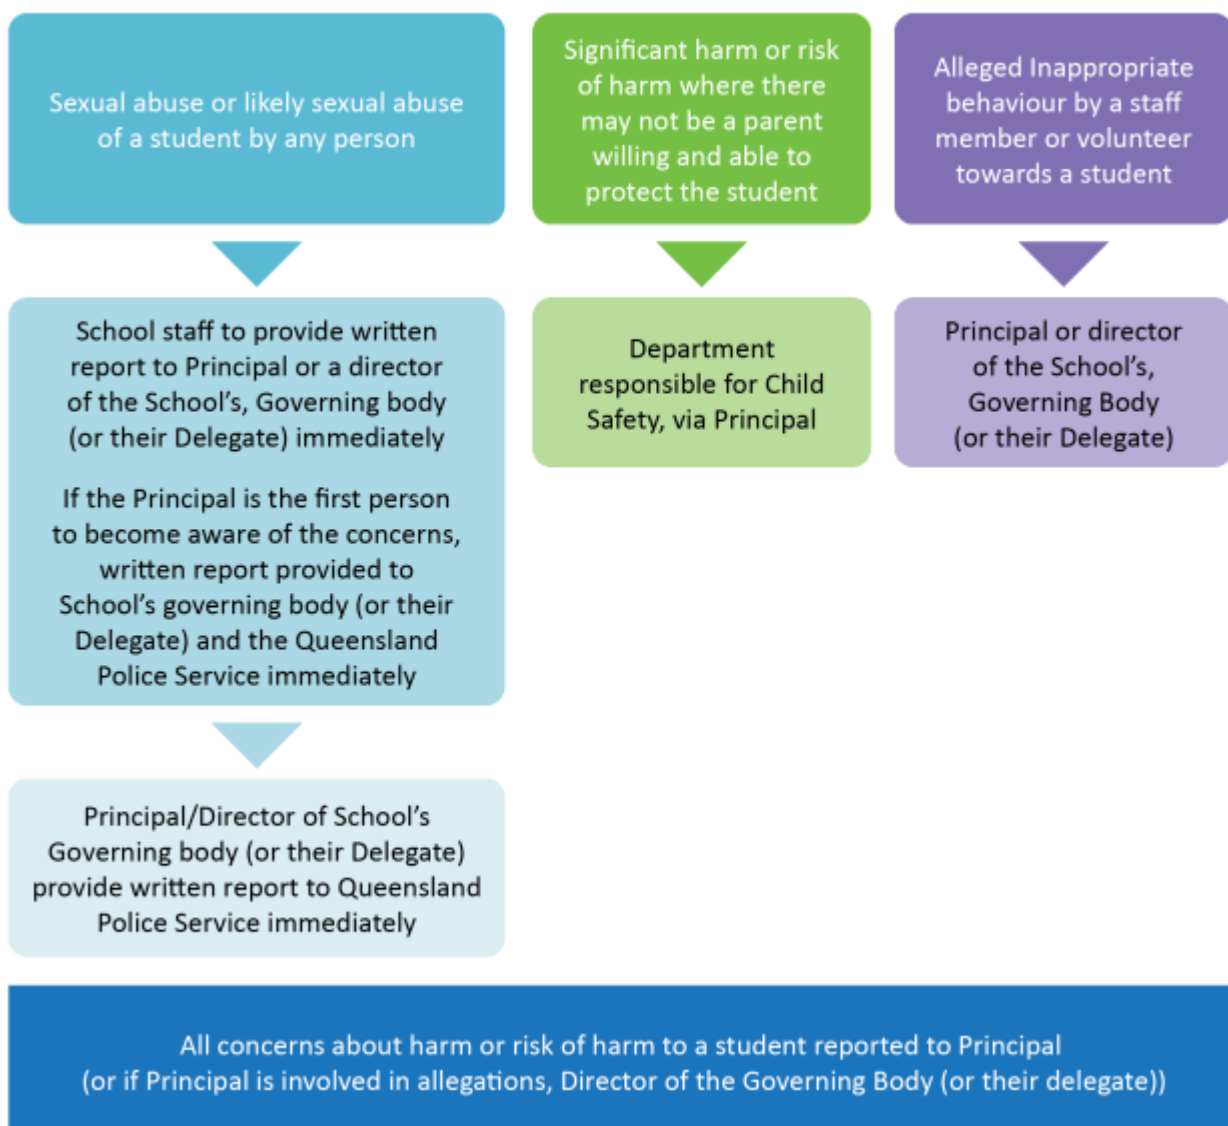 Sexual abuse or likely sexual abuse
of a student by any person
School staff to provide written
report to Principal or a director
of the School's, Governing body
(or their Delegate) immediately
If the Principal is the first person
to become aware of the concerns,
written report provided to
School's governing body (or their
Delegate) and the Queensland
Police Service immediately
Principal/Director of School's
Governing body (or their Delegate)
provide written report to Queensland
Police Service immediately
Significant harm or risk
of harm where there
may not be a parent
willing and able to
protect the student
Department
responsible for Child
Safety, via Principal
Alleged Inappropriate
behaviour by a staff
member or volunteer
towards a student
Principal or director
of the School's,
Governing Body
(or their Delegate)
All concerns about harm or risk of harm to a student reported to Principal
(or if Principal is involved in allegations, Director of the Governing Body (or their delegate))